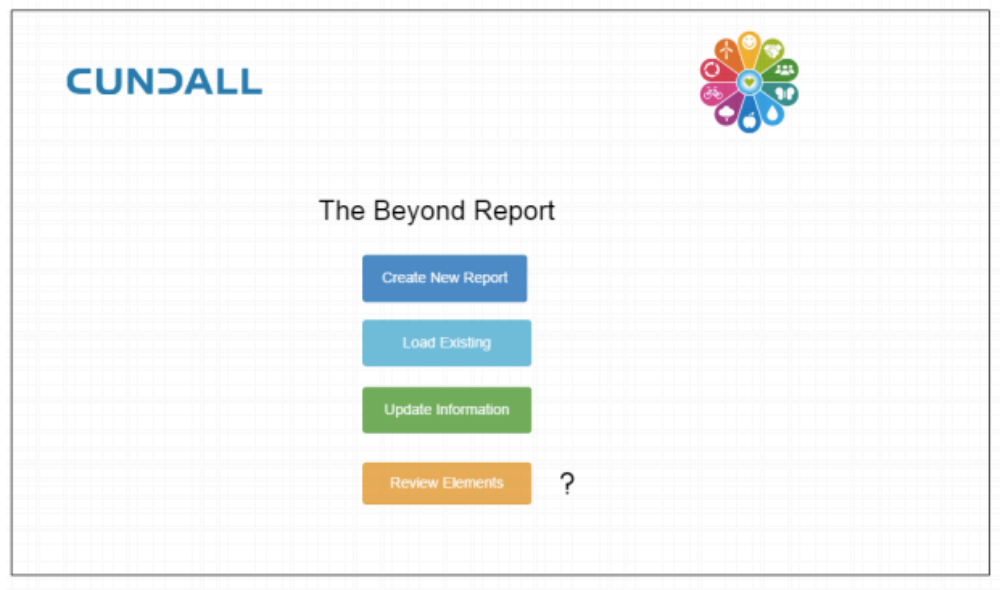 CUNDALL
The Beyond Report
Create New Report
Load Existing
Update Information
Review Elements ?